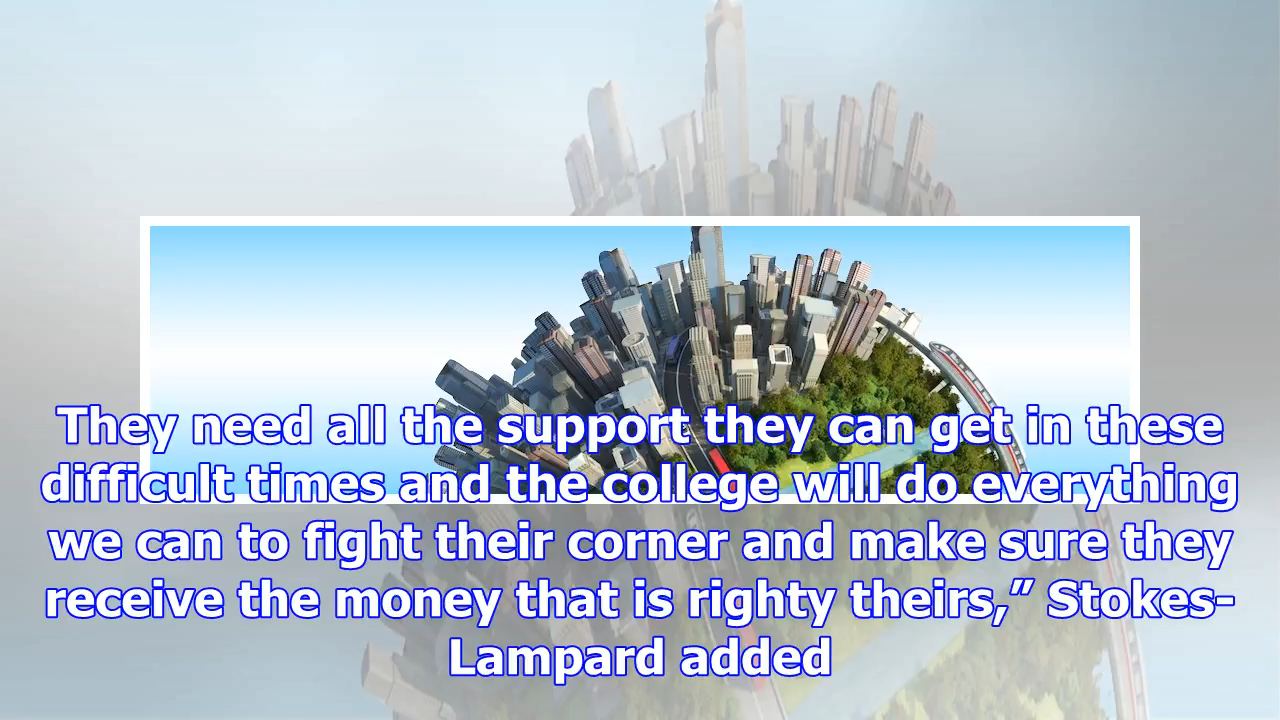 They need all the support they can get in these
difficult times and the college will do everything
we can to fight their corner and make sure they
receive the money that is righty theirs,” Stokes-
Lampard added